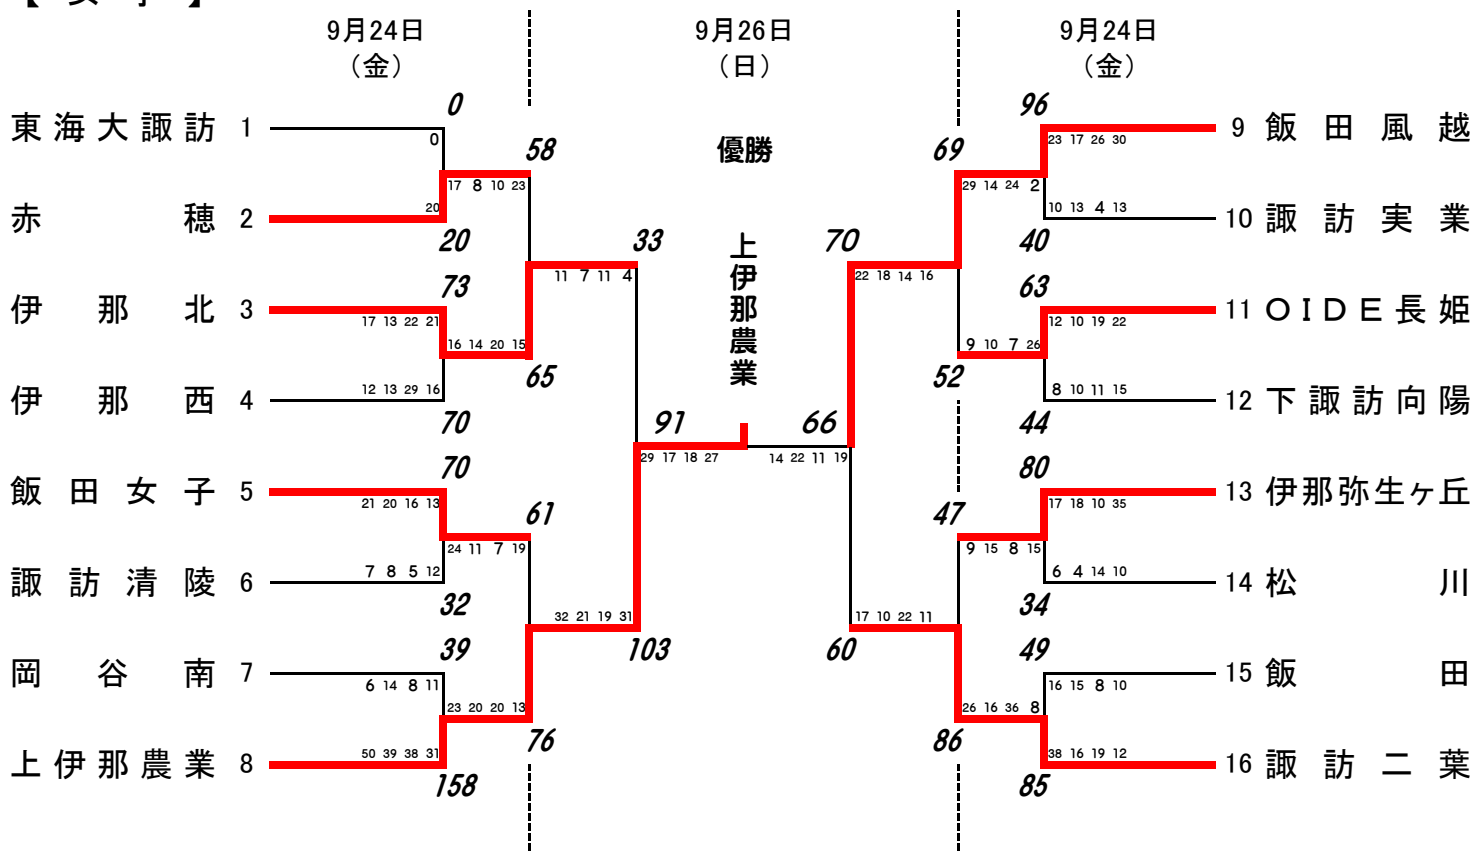 9月24日 9月26日 9月24日
（金） （日） （金）
0 96
東海大諏訪 1 9 飯田風越
0 58 優勝 69 23 17 26 30
17 8 10 23 29 14 24 2
20 10 13 4 13
赤穂 2 10 諏訪実業
20 33 上伊那農業 70 40
11 7 11 4 22 18 14 16
73 63
伊那北 3 11 OIDE長姫
17 13 22 21 12 10 19 22
16 14 20 15 9 10 7 26
65 52
12 13 29 16 8 10 11 15
伊那西 4 12 下諏訪向陽
70 91 66 44
29 17 18 27 14 22 11 19
70 80
飯田女子 5 13 伊那弥生ヶ丘
21 20 16 13 17 18 10 35
61 47
24 11 7 19 9 15 8 15
7 8 5 12 6 4 14 10
諏訪清陵 6 14 松川
32 34
32 21 19 31 17 10 22 11
39 103 60 49
岡谷南 7 15 飯田
6 14 8 11 16 15 8 10
23 20 20 13 26 16 36 8
76 86
50 39 38 31 38 16 19 12
上伊那農業 8 16 諏訪二葉
158 85